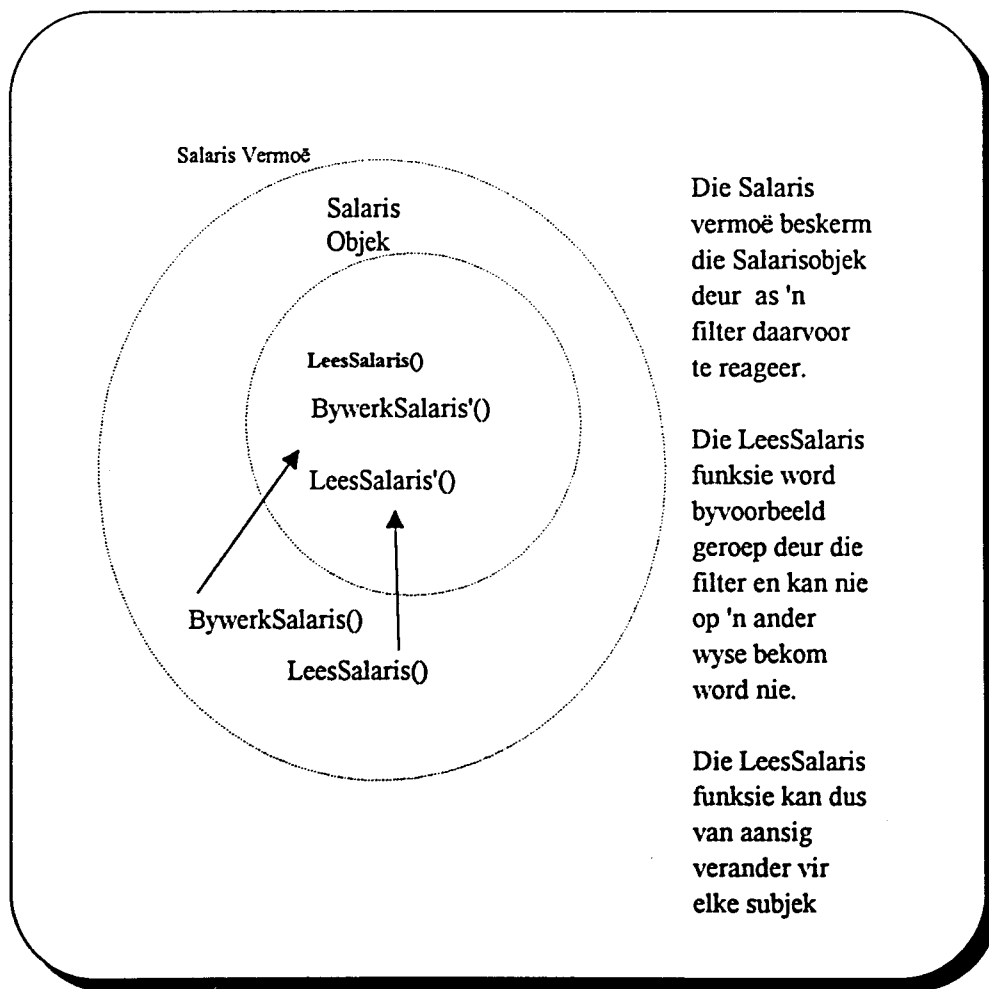 Salaris Vermoë
Salaris
Objek
LeesSalaris()
BywerkSalaris'()
LeesSalaris'()
BywerkSalaris()
LeesSalaris()
Die Salaris
vermoë beskerm
die Salarisobjek
deur as 'n
filter daarvoor
te reageer.
Die LeesSalaris
funksie word
byvoorbeeld
geroep deur die
filter en kan nie
op 'n ander
wyse bekom
word nie.
Die LeesSalaris
funksie kan dus
van aansig
verander vir
elke subjek